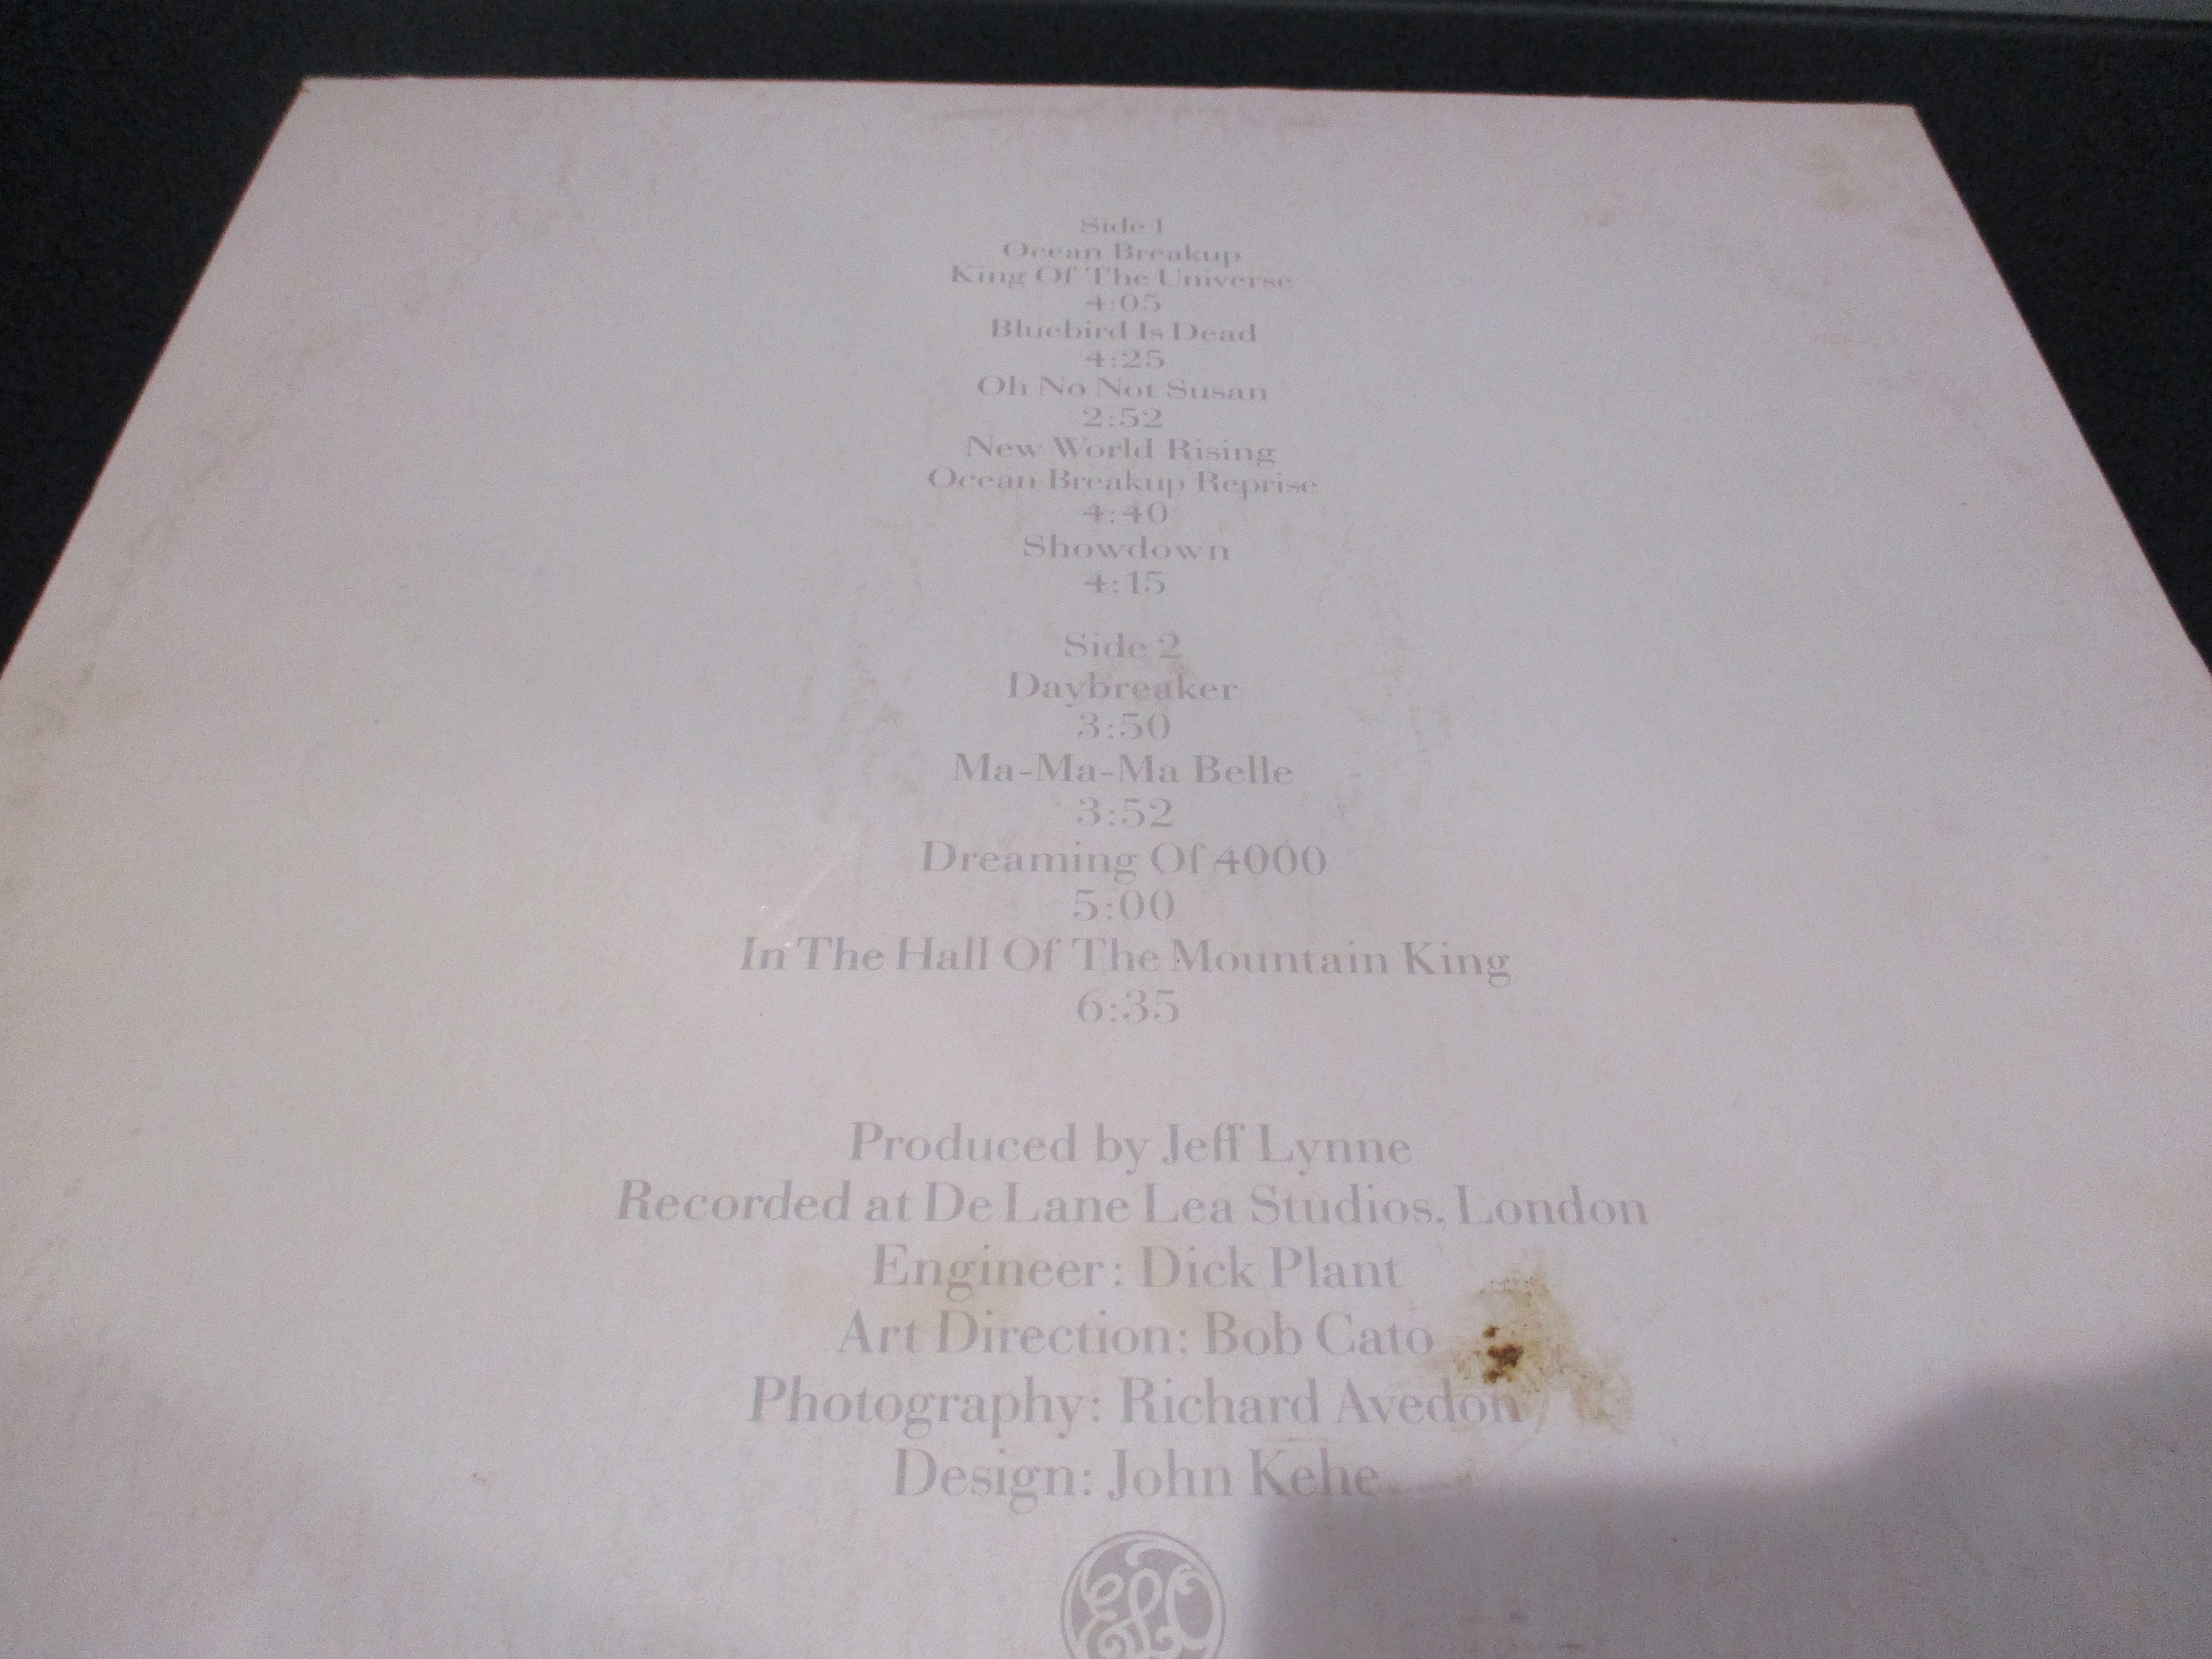 Side 1
Ocean Breakup
King Of The Universe
4:05
Bluebird Is Dead
4:25
Oh No Not Susan
2:52
New World Rising
Ocean Breakup Reprise
4:40
Showdown
4:15
Side 2
Daybreaker
3:50
Ma-Ma-Ma Belle
3:52
Dreaming Of 4000
5:00
In The Hall Of The Mountain King
6:35
Produced by Jeff Lynne
Recorded at De Lane Lea Studios, London
Engineer: Dick Plant
Art Direction: Bob Cato
Photography: Richard Avedon
Design: John Kehe
ELO